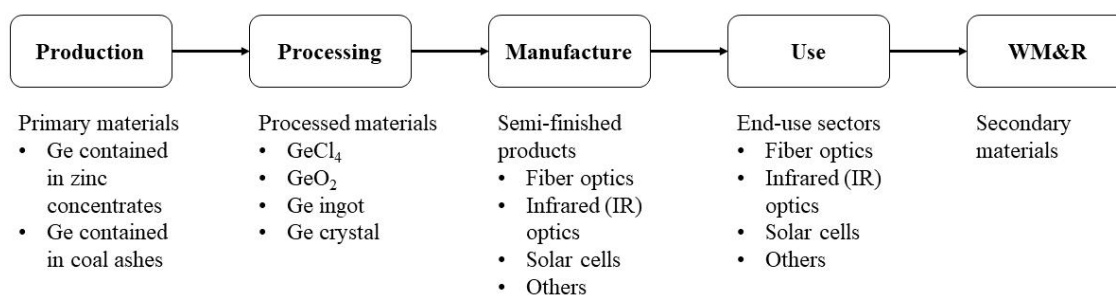 Production
Processing
Manufacture
Use
WM&R
Primary materials
• Ge contained
in zinc
concentrates
• Ge contained
in coal ashes
Processed materials
• GeCl₄
• GeO₂
• Ge ingot
• Ge crystal
Semi-finished
products
• Fiber optics
• Infrared (IR)
optics
• Solar cells
• Others
End-use sectors
• Fiber optics
• Infrared (IR)
optics
• Solar cells
• Others
Secondary
materials